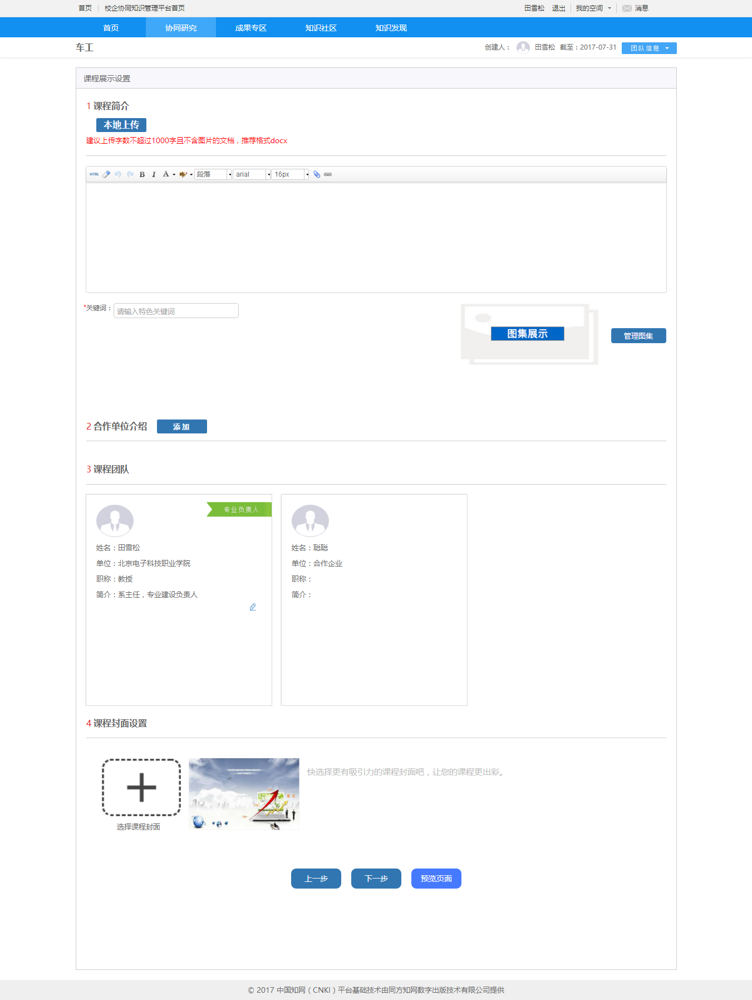 首页 | 校企协同知识管理平台首页 田雪松 退出 我的空间 消息
首页 协同研究 成果专区 知识社区 知识发现
车工 创建人： 田雪松 截至：2017-07-31 团队信息
课程展示设置
1 课程简介
本地上传
建议上传字数不超过1000字且不含图片的文档，推荐格式docx
HTML B I A ab 段落 arial 16px
*关键词： 请输入特色关键词
图集展示 管理图集
2 合作单位介绍 添加
3 课程团队
专业负责人
姓名：田雪松
单位：北京电子科技职业学院
职称：教授
简介：系主任，专业建设负责人
姓名：聪聪
单位：合作企业
职称：
简介：
4 课程封面设置
快选择更有吸引力的课程封面吧，让您的课程更出彩。
选择课程封面
上一步 下一步 预览页面
© 2017 中国知网（CNKI）平台基础技术由同方知网数字出版技术有限公司提供